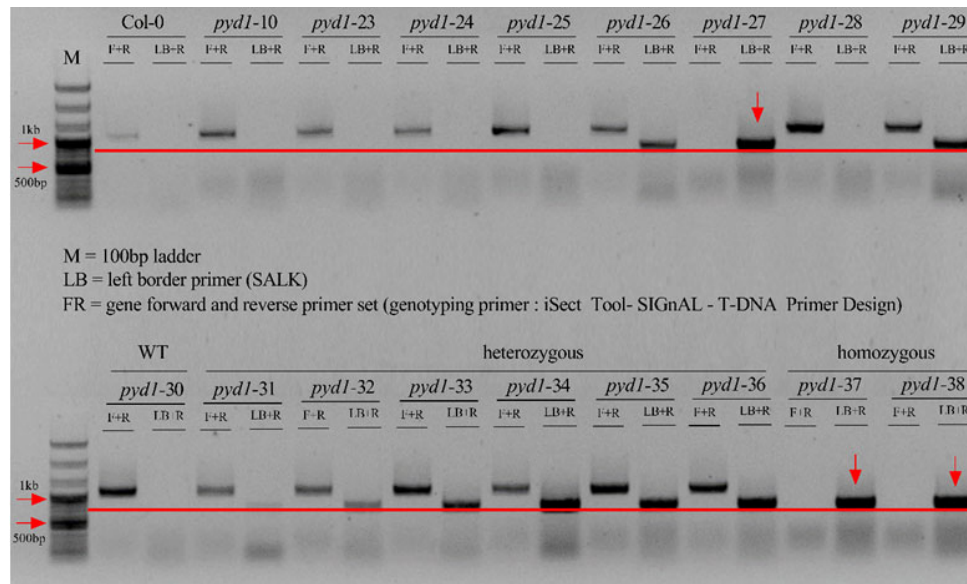 Col-0 pyd1-10 pyd1-23 pyd1-24 pyd1-25 pyd1-26 pyd1-27 pyd1-28 pyd1-29
F+R LB+R F+R LB+R F+R LB+R F+R LB+R F+R LB+R F+R LB+R F+R LB+R F+R LB+R F+R LB+R
M
1kb
500bp
M = 100bp ladder
LB = left border primer (SALK)
FR = gene forward and reverse primer set (genotyping primer : iSect Tool- SIGnAL - T-DNA Primer Design)
WT heterozygous homozygous
pyd1-30 pyd1-31 pyd1-32 pyd1-33 pyd1-34 pyd1-35 pyd1-36 pyd1-37 pyd1-38
F+R LB+R F+R LB+R F+R LB+R F+R LB+R F+R LB+R F+R LB+R F+R LB+R F+R LB+R F+R LB+R
1kb
500bp